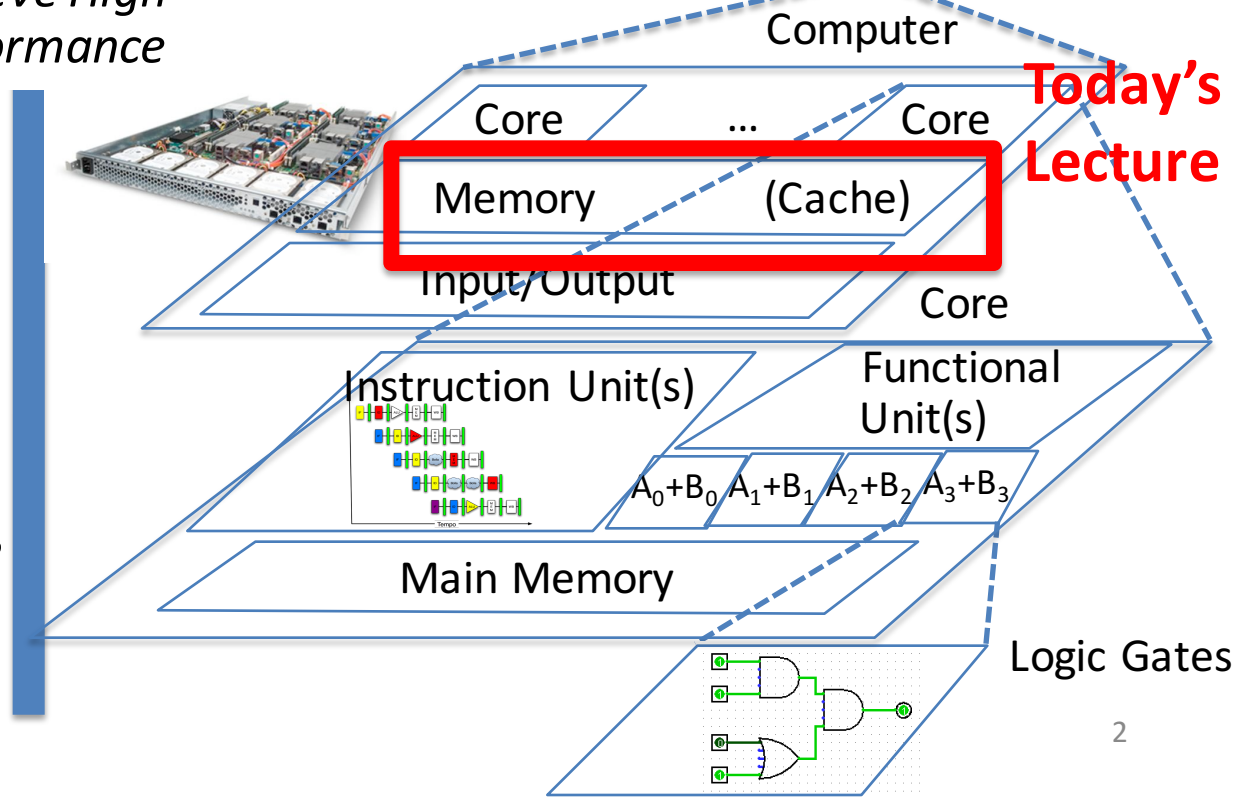 Computer
Today's
Lecture
Core ... Core
Memory (Cache)
Input/Output
Core
Instruction Unit(s)
Functional
Unit(s)
A₀+B₀ A₁+B₁ A₂+B₂ A₃+B₃
Tempo
Main Memory
Logic Gates
2